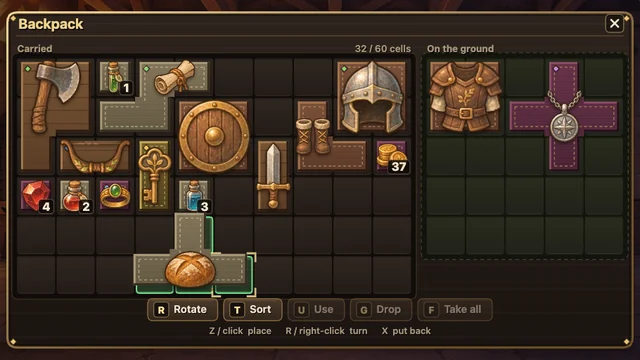 Backpack
Carried 32 / 60 cells On the ground
1
37
4 2 3
R Rotate T Sort U Use G Drop F Take all
Z / click place R / right-click turn X put back